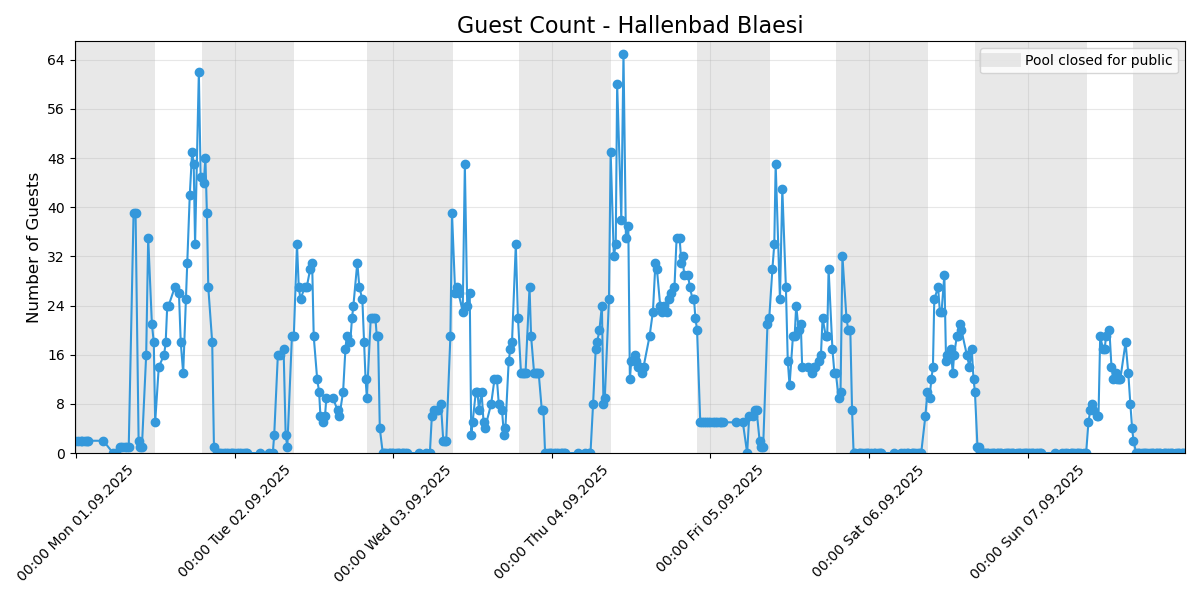 Guest Count - Hallenbad Blaesi
Pool closed for public
Number of Guests
64
56
48
40
32
24
16
8
0
00:00 Mon 01.09.2025
00:00 Tue 02.09.2025
00:00 Wed 03.09.2025
00:00 Thu 04.09.2025
00:00 Fri 05.09.2025
00:00 Sat 06.09.2025
00:00 Sun 07.09.2025